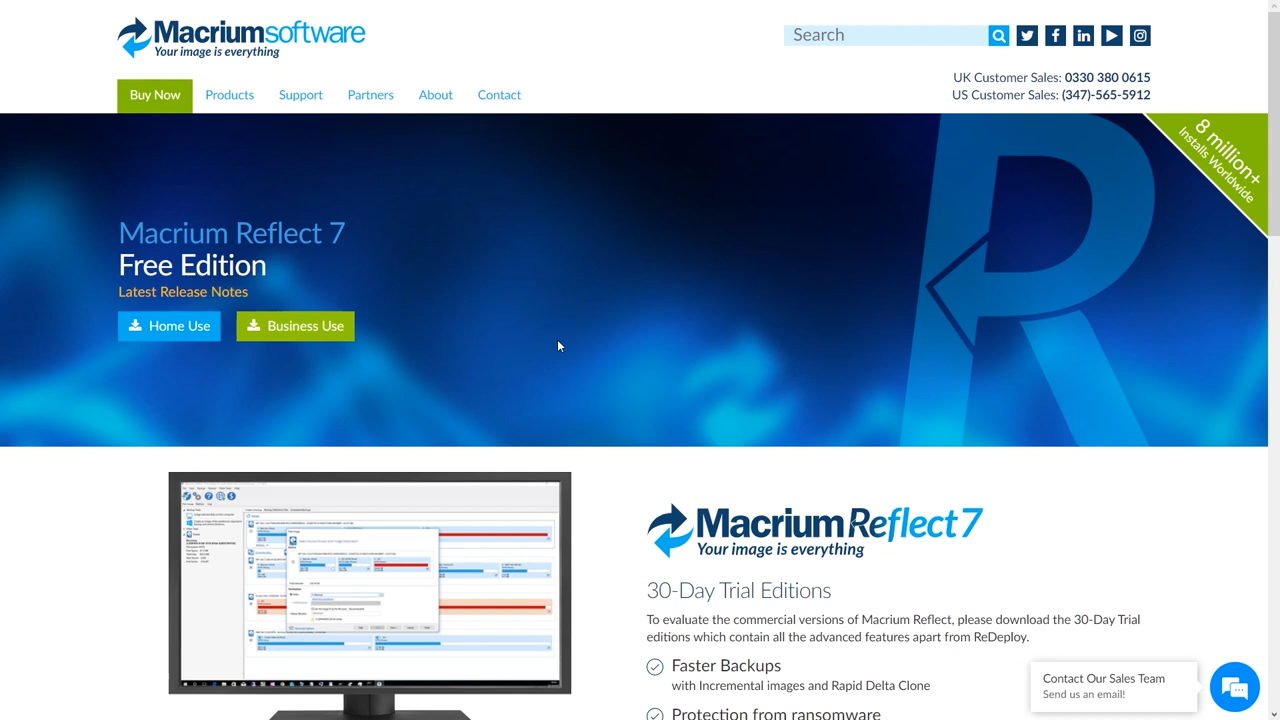 Macriumsoftware
Your image is everything
Search
UK Customer Sales: 0330 380 0615
US Customer Sales: (347)-565-5912
Buy Now
Products
Support
Partners
About
Contact
8 million+
Installs Worldwide
Macrium Reflect 7
Free Edition
Latest Release Notes
Home Use
Business Use
Macrium Reflect7
Your image is everything
30-Day Trial Editions
To evaluate the commercial version of Macrium Reflect, please download the 30-Day Trial
editions which contain all the advanced features apart from ReDeploy.
Faster Backups
with Incremental images and Rapid Delta Clone
Protection from ransomware
Contact Our Sales Team
Send us an email!